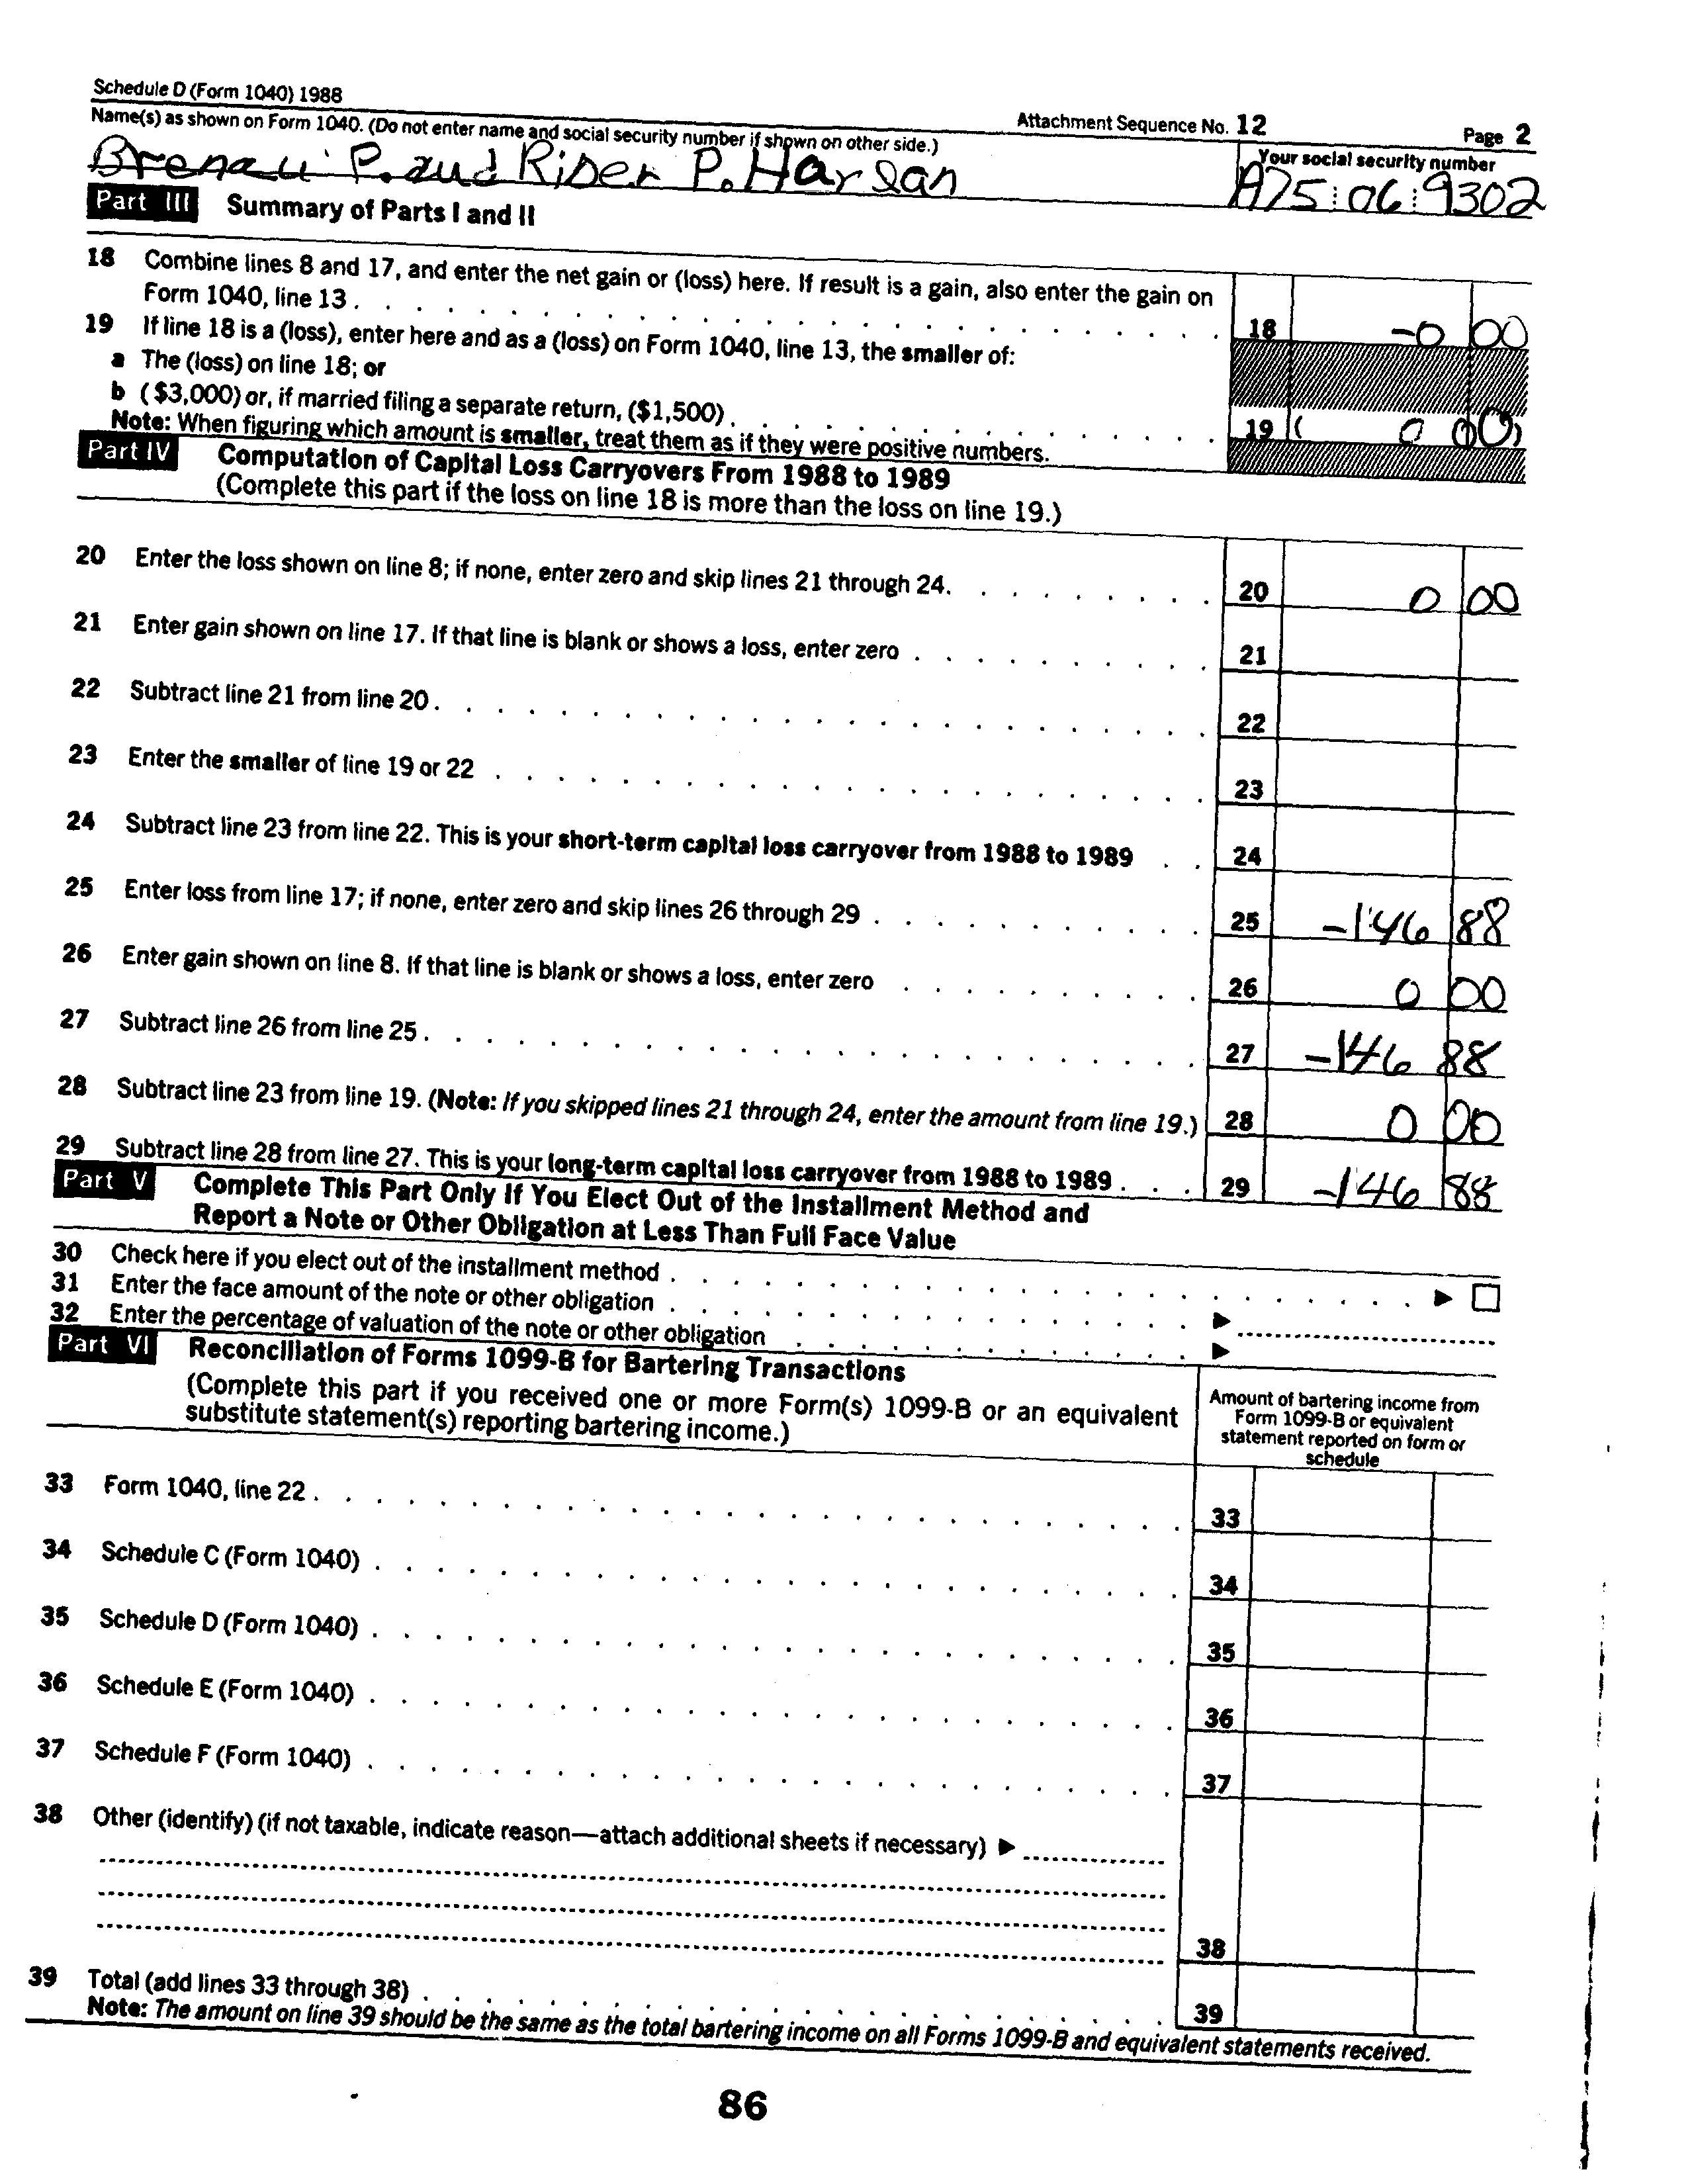 Schedule D (Form 1040) 1988
Attachment Sequence No. 12
Page 2
Name(s) as shown on Form 1040. (Do not enter name and social security number if shown on other side.)
Your social security number
P. and Riber P. Harlan
A75 06 9302
Part III Summary of Parts I and II
18 Combine lines 8 and 17, and enter the net gain or (loss) here. If result is a gain, also enter the gain on
Form 1040, line 13 . 18 -0 00
19 If line 18 is a (loss), enter here and as a (loss) on Form 1040, line 13, the smaller of:
a The (loss) on line 18; or
b ($3,000) or, if married filing a separate return, ($1,500) . 19 ( 0 00)
Note: When figuring which amount is smaller, treat them as if they were positive numbers.
Part IV Computation of Capital Loss Carryovers From 1988 to 1989
(Complete this part if the loss on line 18 is more than the loss on line 19.)
20 Enter the loss shown on line 8; if none, enter zero and skip lines 21 through 24. 20 0 00
21 Enter gain shown on line 17. If that line is blank or shows a loss, enter zero . 21
22 Subtract line 21 from line 20 . 22
23 Enter the smaller of line 19 or 22 . 23
24 Subtract line 23 from line 22. This is your short-term capital loss carryover from 1988 to 1989 . 24
25 Enter loss from line 17; if none, enter zero and skip lines 26 through 29 . 25 -146 88
26 Enter gain shown on line 8. If that line is blank or shows a loss, enter zero . 26 0 00
27 Subtract line 26 from line 25 . 27 -146 88
28 Subtract line 23 from line 19. (Note: If you skipped lines 21 through 24, enter the amount from line 19.) 28 0 00
29 Subtract line 28 from line 27. This is your long-term capital loss carryover from 1988 to 1989 . 29 -146 88
Part V Complete This Part Only If You Elect Out of the Installment Method and
Report a Note or Other Obligation at Less Than Full Face Value
30 Check here if you elect out of the installment method . ▶ ☐
31 Enter the face amount of the note or other obligation . ▶
32 Enter the percentage of valuation of the note or other obligation . ▶
Part VI Reconciliation of Forms 1099-B for Bartering Transactions
(Complete this part if you received one or more Form(s) 1099-B or an equivalent
substitute statement(s) reporting bartering income.)
Amount of bartering income from
Form 1099-B or equivalent
statement reported on form or
schedule
33 Form 1040, line 22 . 33
34 Schedule C (Form 1040) . 34
35 Schedule D (Form 1040) . 35
36 Schedule E (Form 1040) . 36
37 Schedule F (Form 1040) . 37
38 Other (identify) (if not taxable, indicate reason—attach additional sheets if necessary) ▶
38
39 Total (add lines 33 through 38) . 39
Note: The amount on line 39 should be the same as the total bartering income on all Forms 1099-B and equivalent statements received.
86